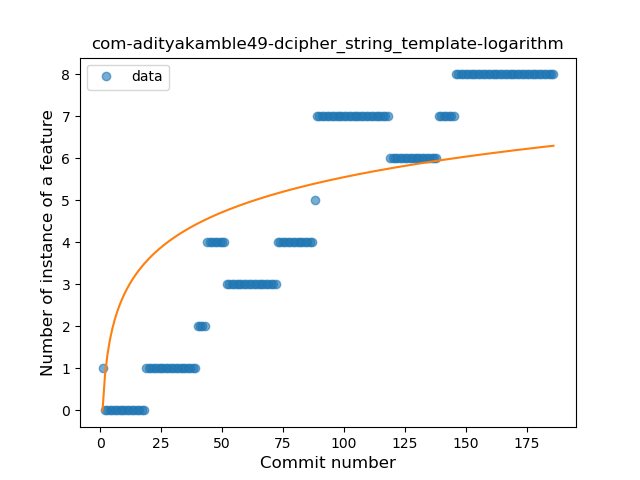 com-adityakamble49-dcipher_string_template-logarithm
data
Number of instance of a feature
8
7
6
5
4
3
2
1
0
0 25 50 75 100 125 150 175
Commit number